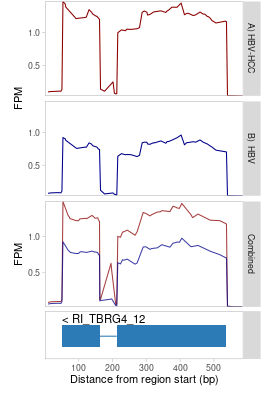 A) HBV-HCC
1.0
0.5
FPM
B) HBV
1.0
0.5
Combined
1.0
0.5
FPM
< RI_TBRG4_12
100 200 300 400 500
Distance from region start (bp)